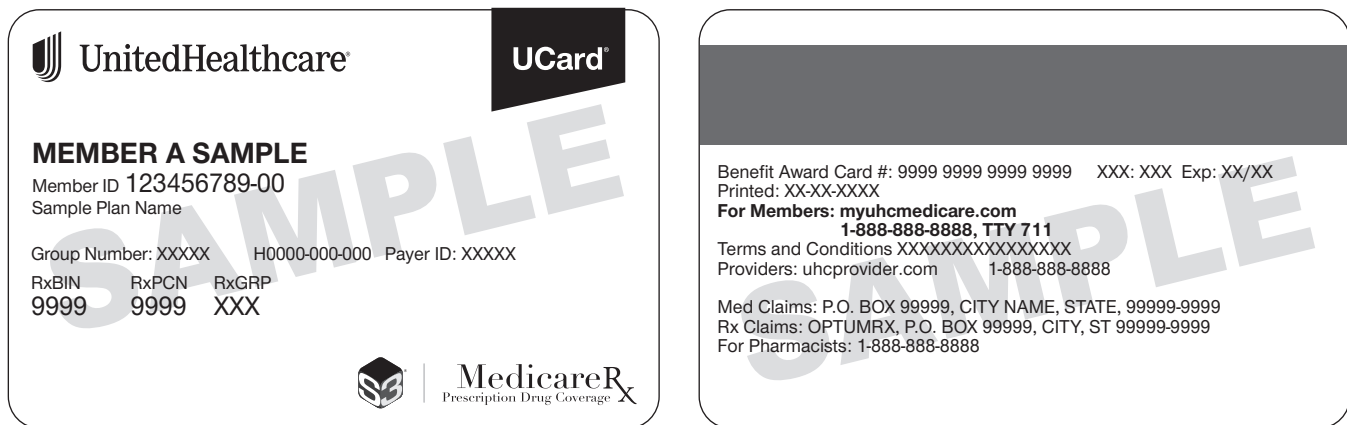 UnitedHealthcare®
UCard®
MEMBER A SAMPLE
Member ID 123456789-00
Sample Plan Name
Group Number: XXXXX H0000-000-000 Payer ID: XXXXX
RxBIN RxPCN RxGRP
9999 9999 XXX
SAMPLE
S3
MedicareRx
Prescription Drug Coverage
Benefit Award Card #: 9999 9999 9999 9999 XXX: XXX Exp: XX/XX
Printed: XX-XX-XXXX
For Members: myuhcmedicare.com
1-888-888-8888, TTY 711
Terms and Conditions XXXXXXXXXXXXXXXXX
Providers: uhcprovider.com 1-888-888-8888
Med Claims: P.O. BOX 99999, CITY NAME, STATE, 99999-9999
Rx Claims: OPTUMRX, P.O. BOX 99999, CITY, ST 99999-9999
For Pharmacists: 1-888-888-8888
SAMPLE